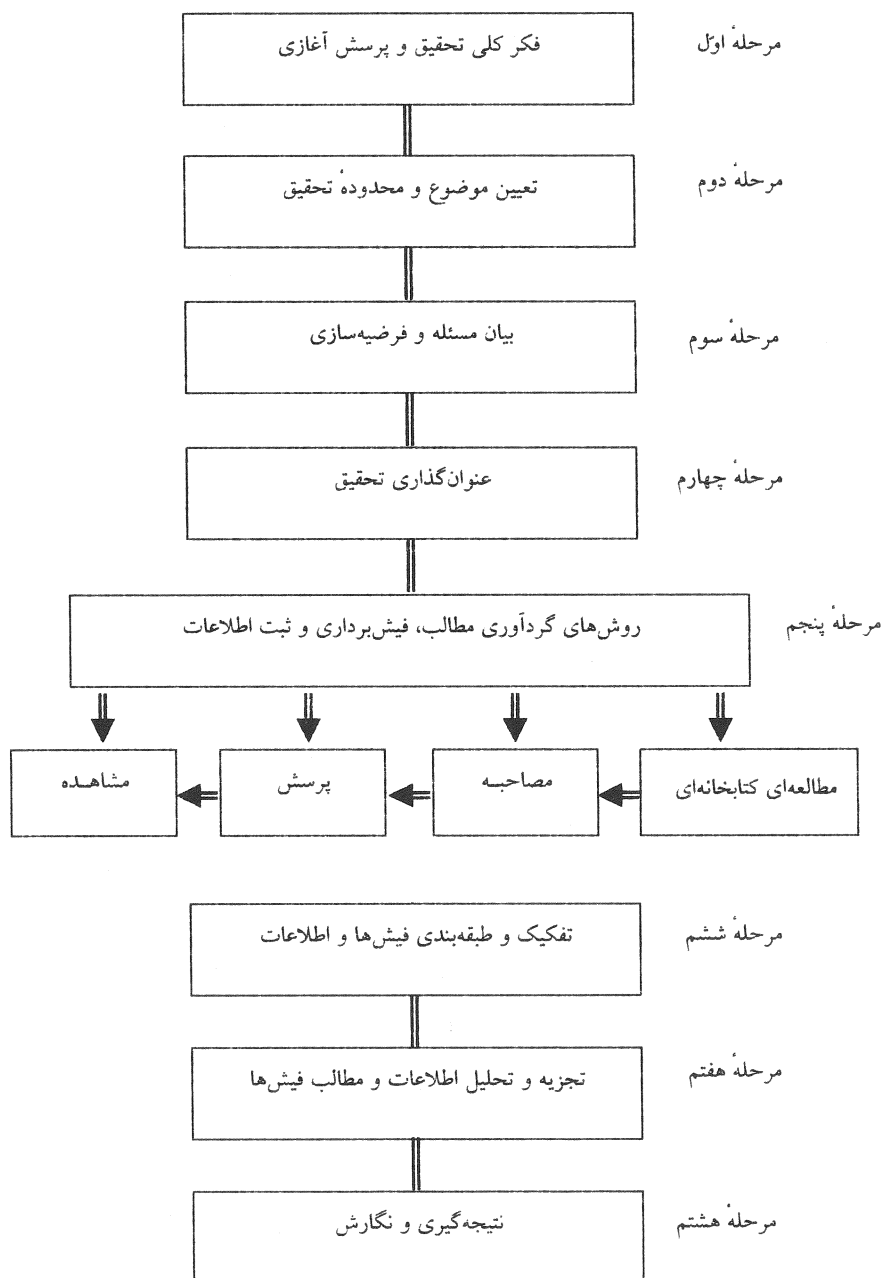 مرحلهٔ اوّل
فکر کلی تحقیق و پرسش آغازی
مرحلهٔ دوم
تعیین موضوع و محدودهٔ تحقیق
مرحلهٔ سوم
بیان مسئله و فرضیه‌سازی
مرحلهٔ چهارم
عنوان‌گذاری تحقیق
مرحلهٔ پنجم
روش‌های گردآوری مطالب، فیش‌برداری و ثبت اطلاعات
مطالعه‌ای کتابخانه‌ای
مصاحبـه
پرسش
مشاهـده
مرحلهٔ ششم
تفکیک و طبقه‌بندی فیش‌ها و اطلاعات
مرحلهٔ هفتم
تجزیه و تحلیل اطلاعات و مطالب فیش‌ها
مرحلهٔ هشتم
نتیجه‌گیری و نگارش